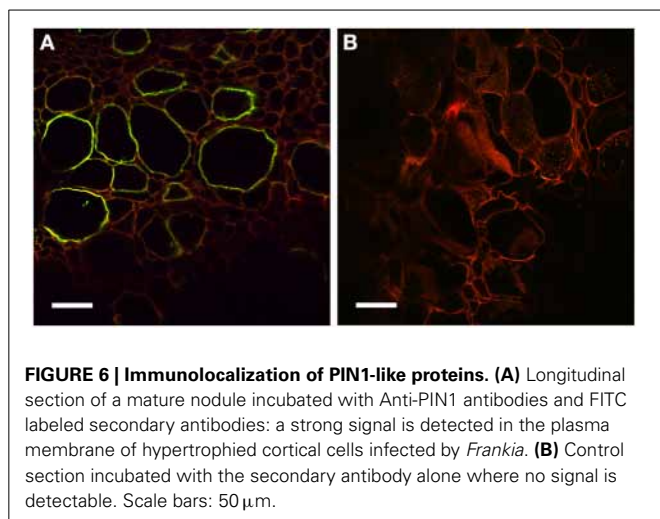 A
B
FIGURE 6 | Immunolocalization of PIN1-like proteins. (A) Longitudinal
section of a mature nodule incubated with Anti-PIN1 antibodies and FITC
labeled secondary antibodies: a strong signal is detected in the plasma
membrane of hypertrophied cortical cells infected by Frankia. (B) Control
section incubated with the secondary antibody alone where no signal is
detectable. Scale bars: 50 μm.